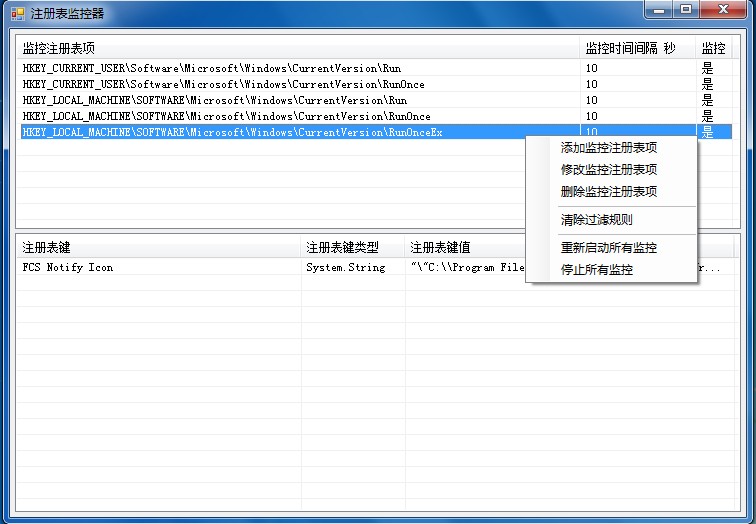 注册表监控器
监控注册表项 监控时间间隔 秒 监控
HKEY_CURRENT_USER\Software\Microsoft\Windows\CurrentVersion\Run 10 是
HKEY_CURRENT_USER\Software\Microsoft\Windows\CurrentVersion\RunOnce 10 是
HKEY_LOCAL_MACHINE\SOFTWARE\Microsoft\Windows\CurrentVersion\Run 10 是
HKEY_LOCAL_MACHINE\SOFTWARE\Microsoft\Windows\CurrentVersion\RunOnce 10 是
HKEY_LOCAL_MACHINE\SOFTWARE\Microsoft\Windows\CurrentVersion\RunOnceEx 10 是
添加监控注册表项
修改监控注册表项
删除监控注册表项
清除过滤规则
重新启动所有监控
停止所有监控
注册表键 注册表键类型 注册表键值
FCS Notify Icon System.String "\"C:\\Program File r...